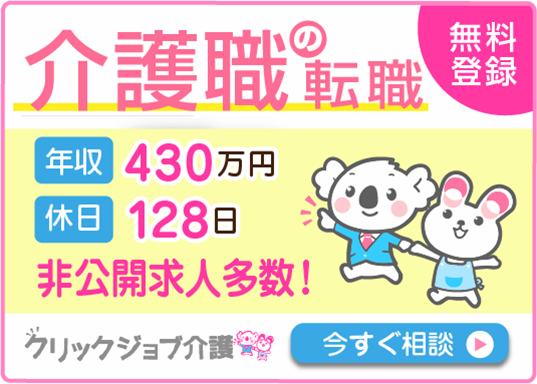 介護職の転職
無料
登録
年収 430万円
休日 128日
非公開求人多数!
クリックジョブ介護
今すぐ相談